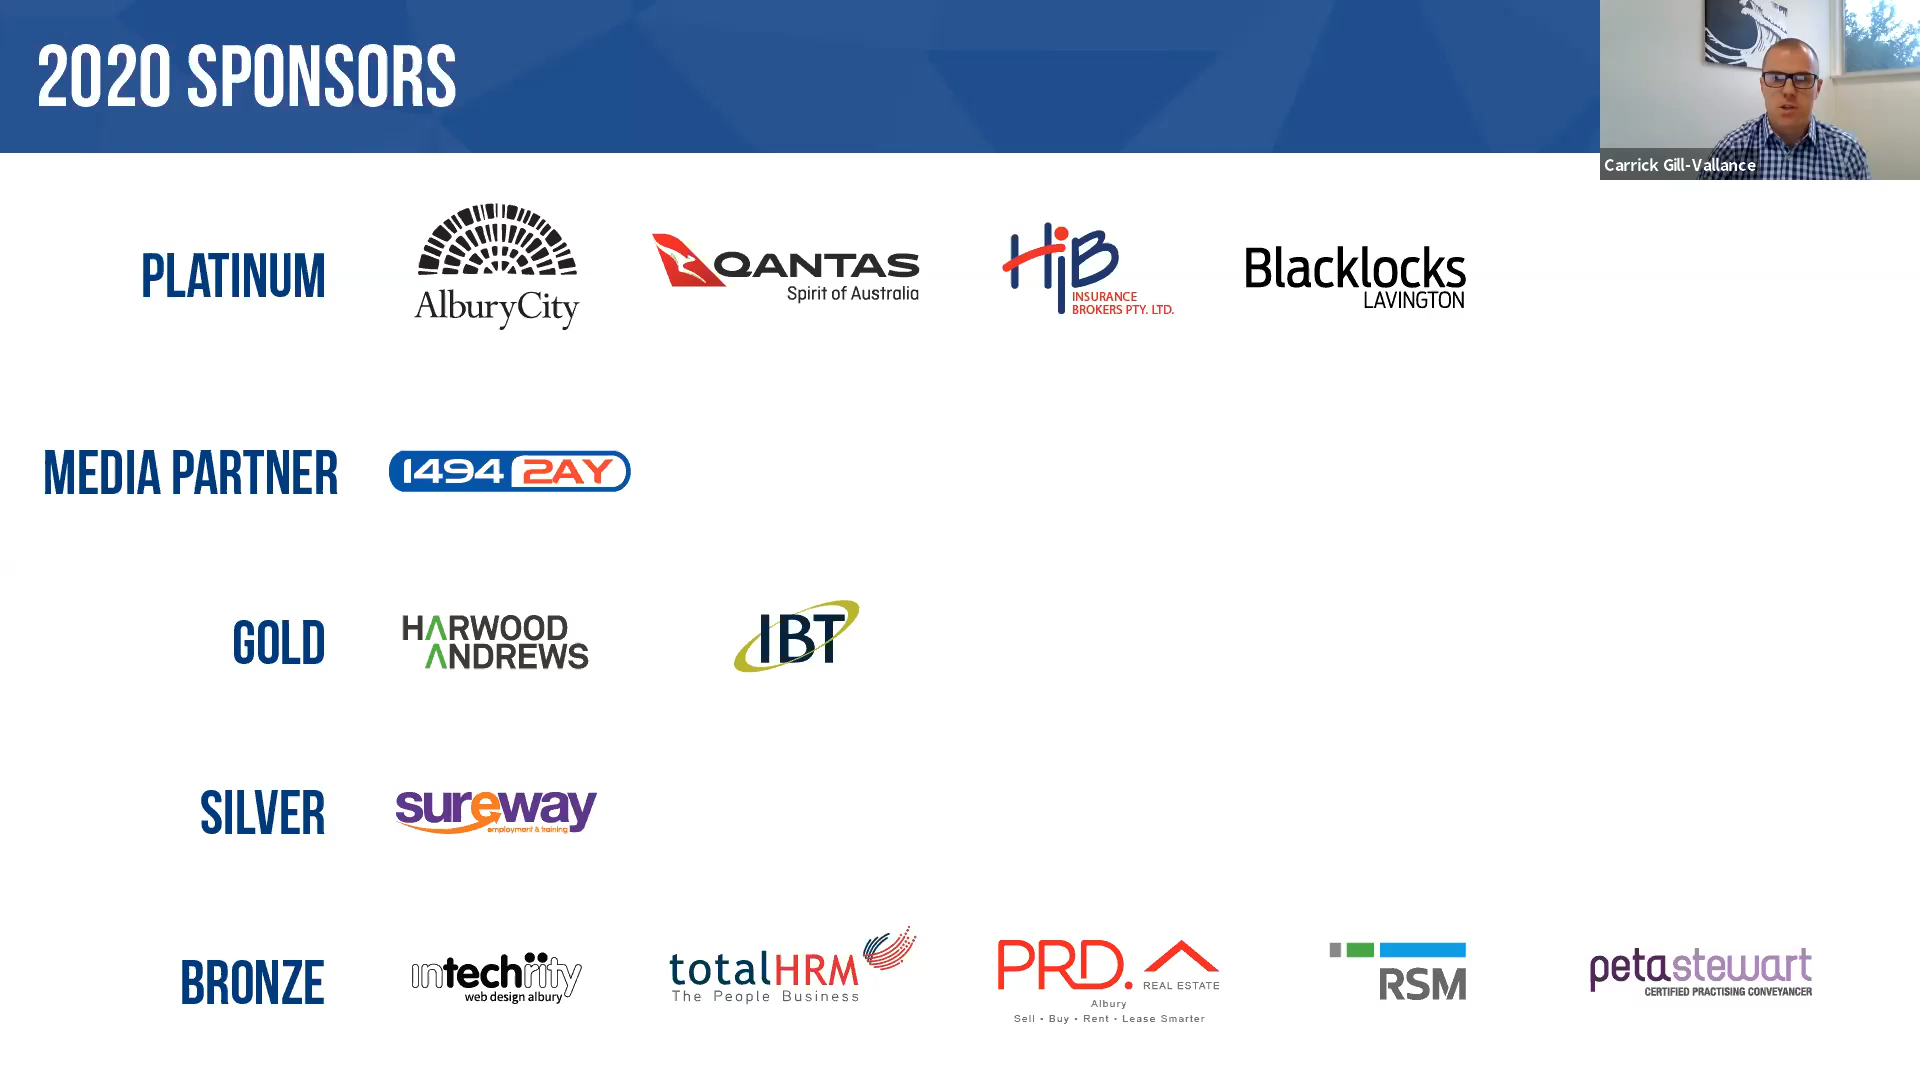 2020 SPONSORS
Carrick Gill-Vallance
PLATINUM
AlburyCity
QANTAS
Spirit of Australia
HiB
INSURANCE
BROKERS PTY. LTD.
Blacklocks
LAVINGTON
MEDIA PARTNER
1494 2AY
GOLD
HARWOOD
ANDREWS
IBT
SILVER
sureway
employment & training
BRONZE
intechnity
web design albury
totalHRM
The People Business
PRD.
REAL ESTATE
Albury
Sell • Buy • Rent • Lease Smarter
RSM
petastewart
CERTIFIED PRACTISING CONVEYANCER